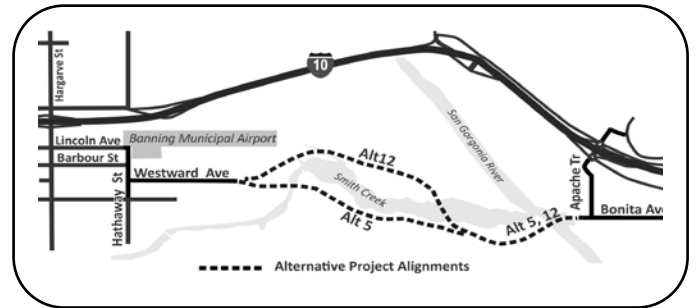 Hargarve St
10
San Gorgonia River
Lincoln Ave
Banning Municipal Airport
Barbour St
Alt12
Westward Ave
Smith Creek
Apache Tr
Hathaway St
Alt 5
Alt 5, 12
Bonita Ave
Alternative Project Alignments